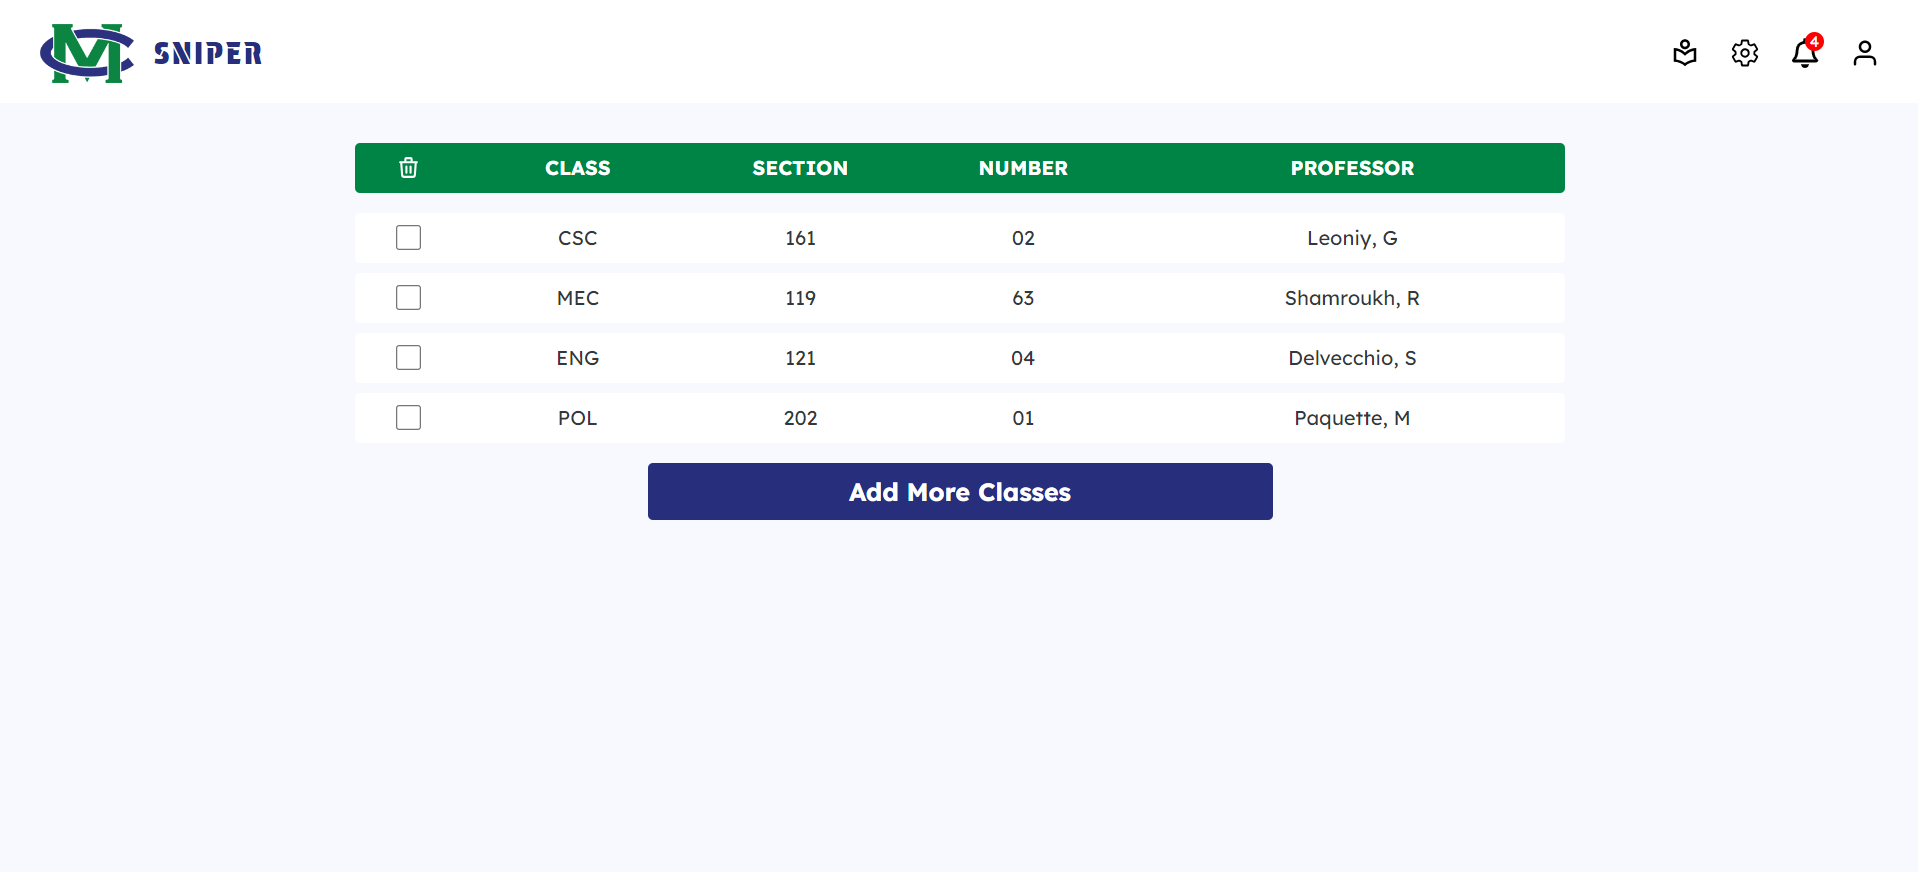 MC SNIPER
4
CLASS SECTION NUMBER PROFESSOR
CSC 161 02 Leoniy, G
MEC 119 63 Shamroukh, R
ENG 121 04 Delvecchio, S
POL 202 01 Paquette, M
Add More Classes